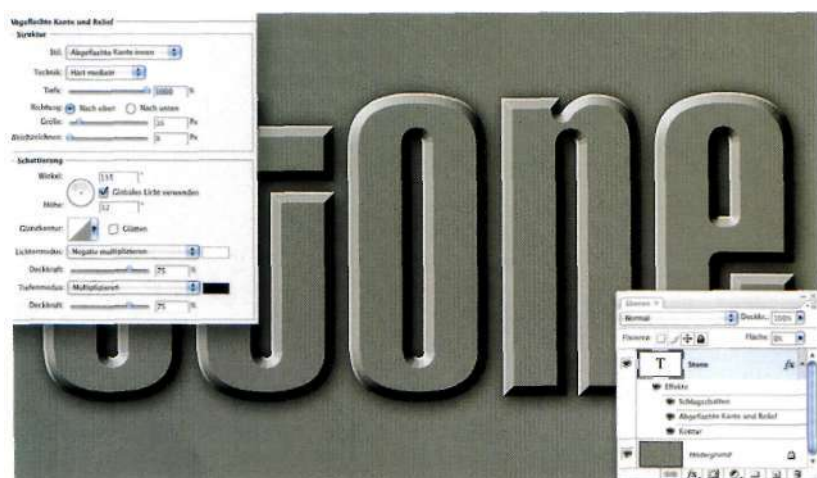 Abgeflachte Kante und Relief
Struktur
Stil: Abgeflachte Kante innen
Technik: Hart meißeln
Tiefe: 1000 %
Richtung: Nach oben Nach unten
Größe: 16 Px
Weichzeichnen: 0 Px
Schattierung
Winkel: °
Globales Licht verwenden
Höhe: °
Glanzkontur: Glätten
Lichtermodus: Negativ multiplizieren
Deckkraft: 75 %
Tiefenmodus: Multiplizieren
Deckkraft: 75 %
stone
Ebenen ×
Normal Deckkr.: 100%
Fixieren: Fläche: 0%
T Stone fx
Effekte
Schlagschatten
Abgeflachte Kante und Relief
Kontur
Hintergrund